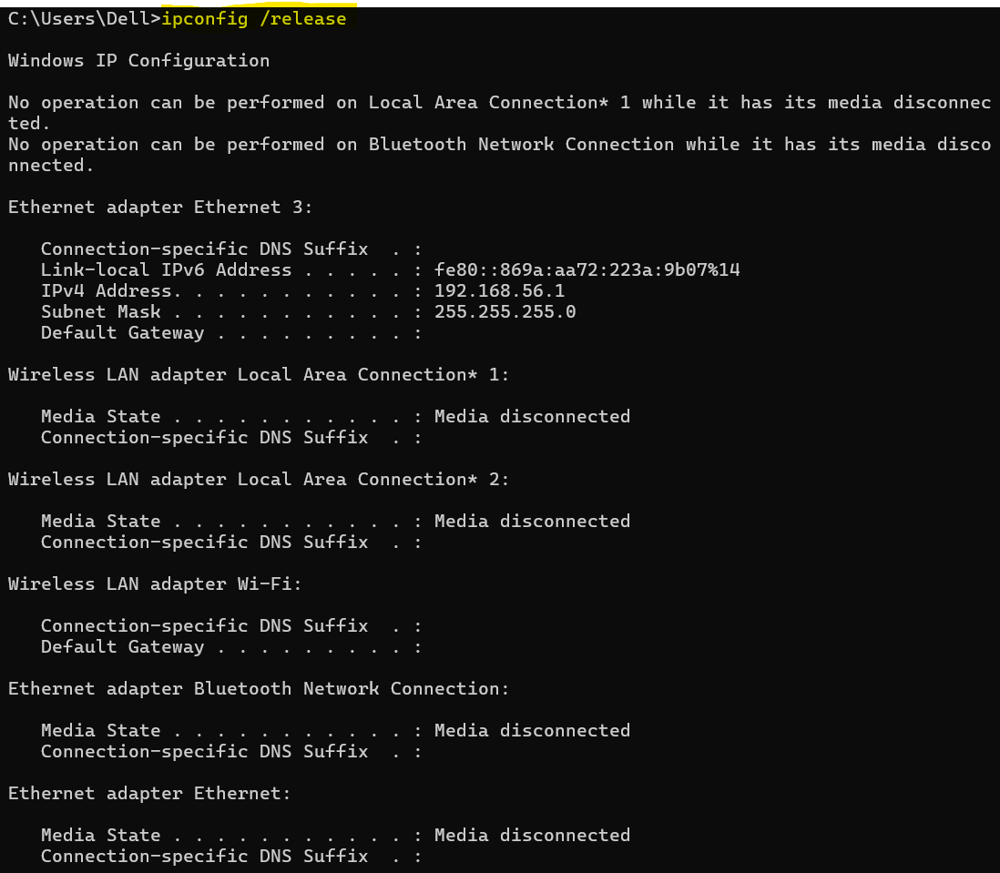 C:\Users\Dell>ipconfig /release
Windows IP Configuration
No operation can be performed on Local Area Connection* 1 while it has its media disconnec
ted.
No operation can be performed on Bluetooth Network Connection while it has its media disco
nnected.
Ethernet adapter Ethernet 3:
   Connection-specific DNS Suffix  . :
   Link-local IPv6 Address . . . . . : fe80::869a:aa72:223a:9b07%14
   IPv4 Address. . . . . . . . . . . : 192.168.56.1
   Subnet Mask . . . . . . . . . . . : 255.255.255.0
   Default Gateway . . . . . . . . . :
Wireless LAN adapter Local Area Connection* 1:
   Media State . . . . . . . . . . . : Media disconnected
   Connection-specific DNS Suffix  . :
Wireless LAN adapter Local Area Connection* 2:
   Media State . . . . . . . . . . . : Media disconnected
   Connection-specific DNS Suffix  . :
Wireless LAN adapter Wi-Fi:
   Connection-specific DNS Suffix  . :
   Default Gateway . . . . . . . . . :
Ethernet adapter Bluetooth Network Connection:
   Media State . . . . . . . . . . . : Media disconnected
   Connection-specific DNS Suffix  . :
Ethernet adapter Ethernet:
   Media State . . . . . . . . . . . : Media disconnected
   Connection-specific DNS Suffix  . :